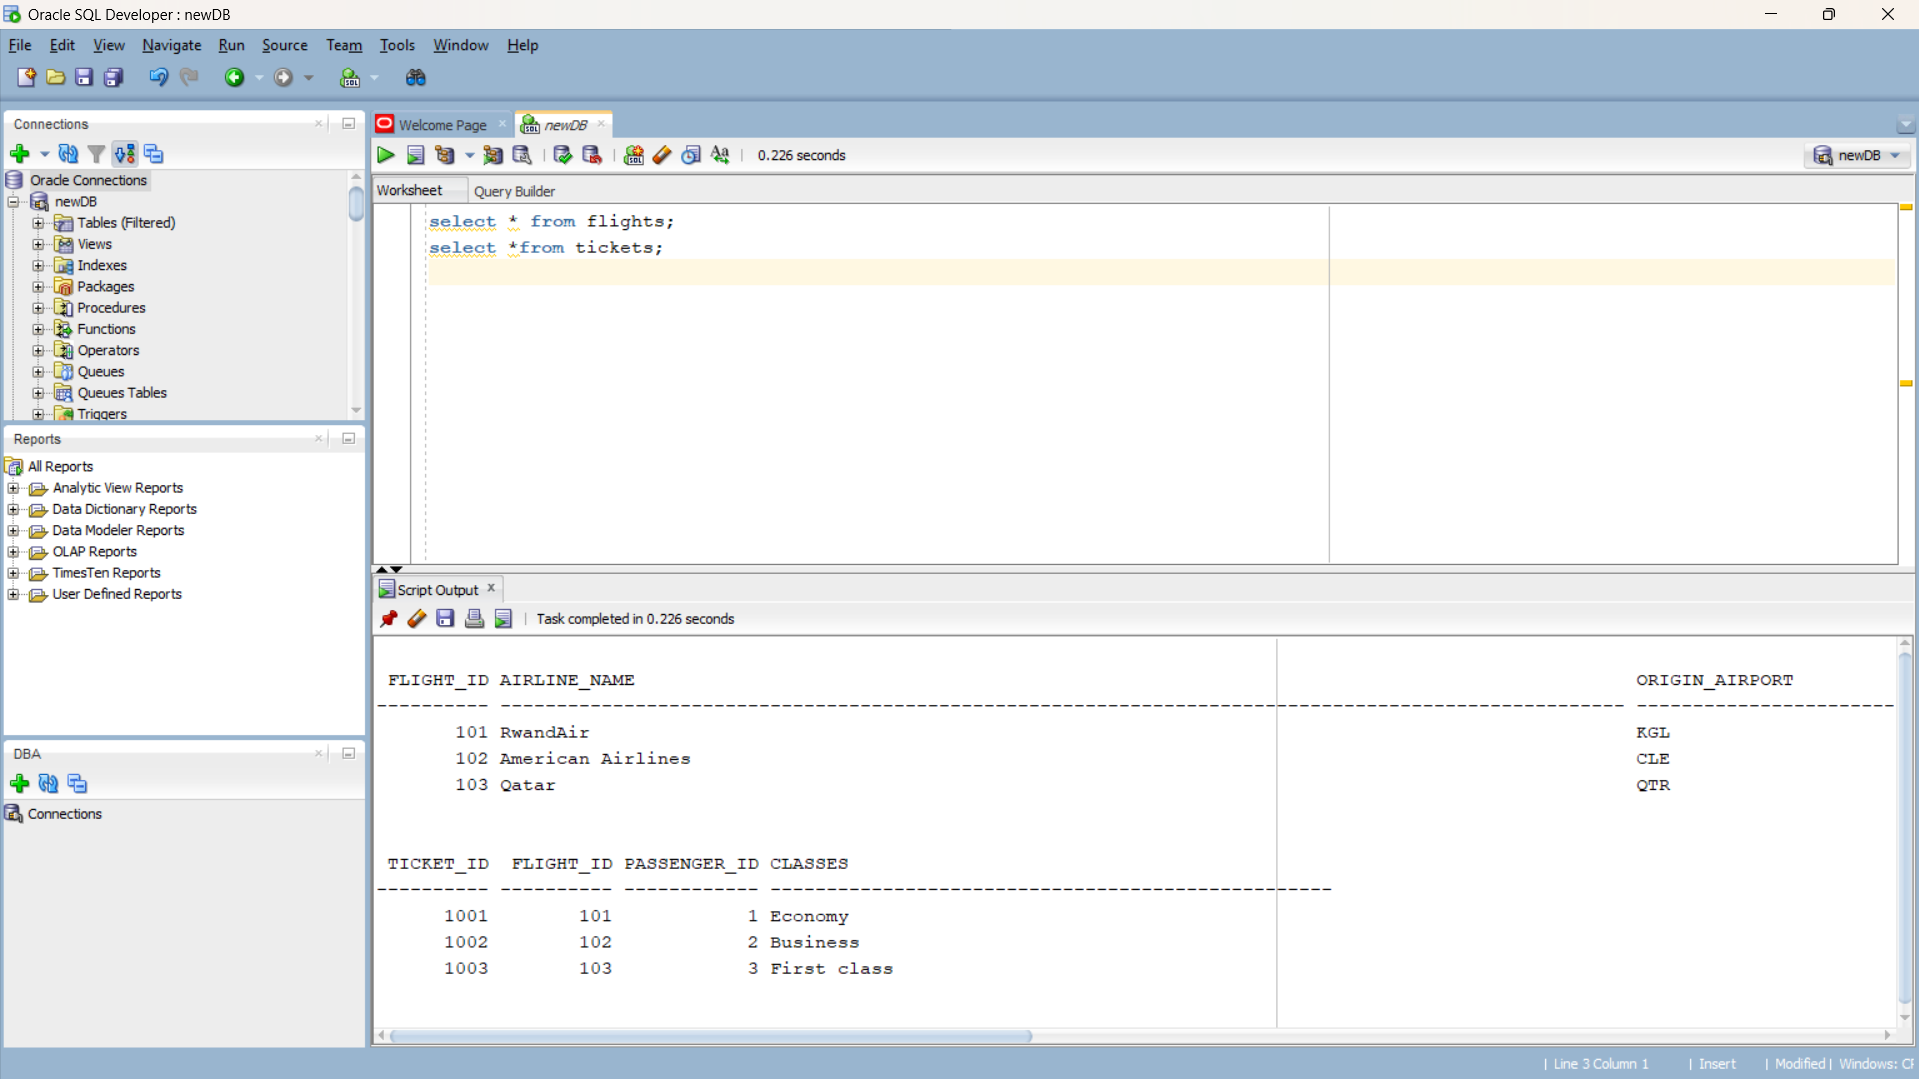 Oracle SQL Developer : newDB
File Edit View Navigate Run Source Team Tools Window Help
Connections
Oracle Connections
newDB
Tables (Filtered)
Views
Indexes
Packages
Procedures
Functions
Operators
Queues
Queues Tables
Triggers
Reports
All Reports
Analytic View Reports
Data Dictionary Reports
Data Modeler Reports
OLAP Reports
TimesTen Reports
User Defined Reports
DBA
Connections
Welcome Page newDB
0.226 seconds newDB
Worksheet Query Builder
select * from flights;
select *from tickets;
Script Output
Task completed in 0.226 seconds
FLIGHT_ID AIRLINE_NAME ORIGIN_AIRPORT
101 RwandAir KGL
102 American Airlines CLE
103 Qatar QTR
TICKET_ID FLIGHT_ID PASSENGER_ID CLASSES
1001 101 1 Economy
1002 102 2 Business
1003 103 3 First class
Line 3 Column 1 | Insert | Modified | Windows: